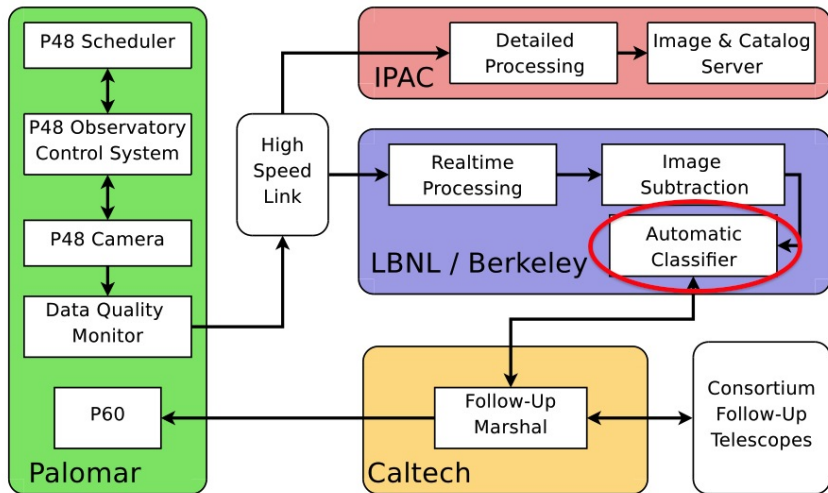 P48 Scheduler
P48 Observatory
Control System
P48 Camera
Data Quality
Monitor
P60
Palomar
High
Speed
Link
Detailed
Processing
Image & Catalog
Server
IPAC
Realtime
Processing
Image
Subtraction
Automatic
Classifier
LBNL / Berkeley
Follow-Up
Marshal
Caltech
Consortium
Follow-Up
Telescopes